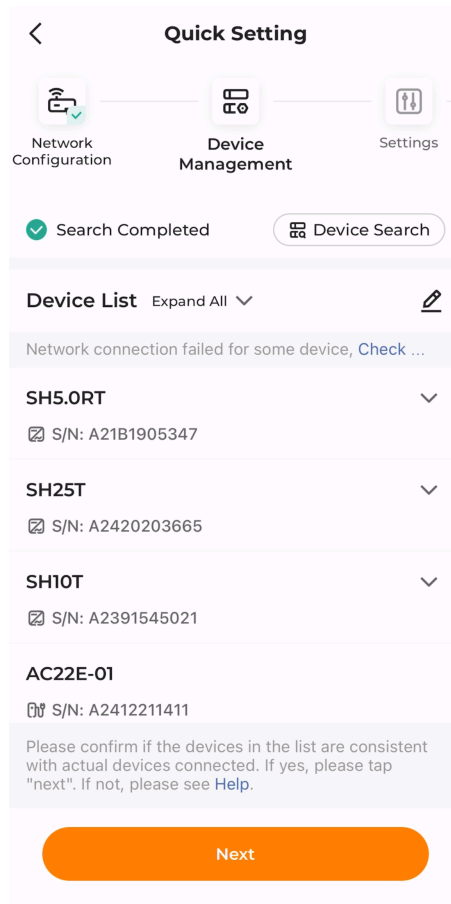 Quick Setting
Network
Configuration
Device
Management
Settings
Search Completed
Device Search
Device List Expand All
Network connection failed for some device, Check ...
SH5.0RT
S/N: A21B1905347
SH25T
S/N: A2420203665
SH10T
S/N: A2391545021
AC22E-01
S/N: A2412211411
Please confirm if the devices in the list are consistent
with actual devices connected. If yes, please tap
"next". If not, please see Help.
Next